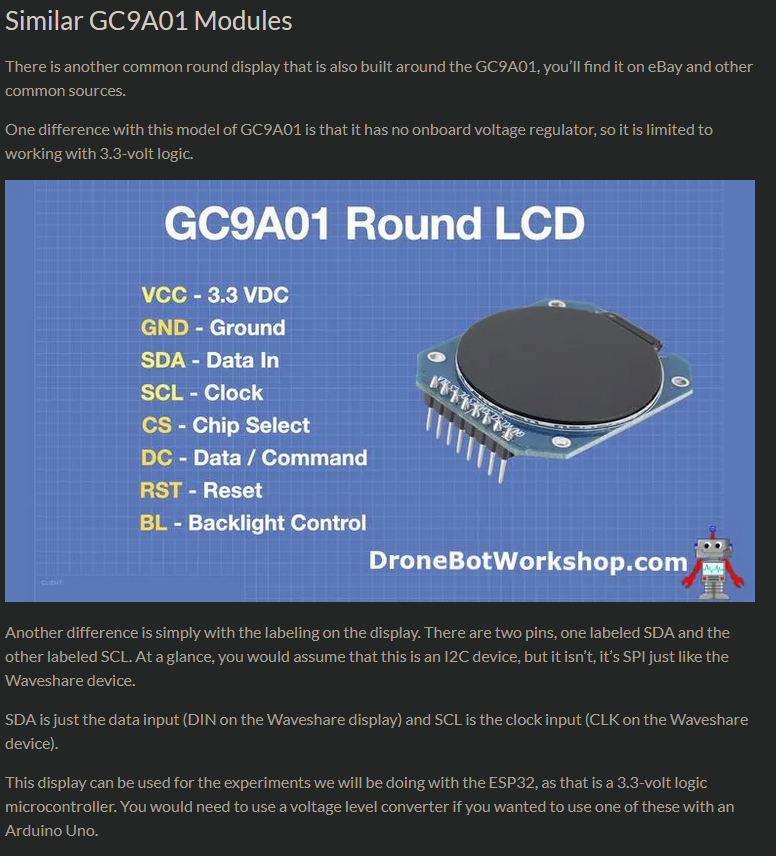 Similar GC9A01 Modules
There is another common round display that is also built around the GC9A01, you’ll find it on eBay and other
common sources.
One difference with this model of GC9A01 is that it has no onboard voltage regulator, so it is limited to
working with 3.3-volt logic.
GC9A01 Round LCD
VCC - 3.3 VDC
GND - Ground
SDA - Data In
SCL - Clock
CS - Chip Select
DC - Data / Command
RST - Reset
BL - Backlight Control
DroneBotWorkshop.com
CLIENT:
Another difference is simply with the labeling on the display. There are two pins, one labeled SDA and the
other labeled SCL. At a glance, you would assume that this is an I2C device, but it isn’t, it’s SPI just like the
Waveshare device.
SDA is just the data input (DIN on the Waveshare display) and SCL is the clock input (CLK on the Waveshare
device).
This display can be used for the experiments we will be doing with the ESP32, as that is a 3.3-volt logic
microcontroller. You would need to use a voltage level converter if you wanted to use one of these with an
Arduino Uno.